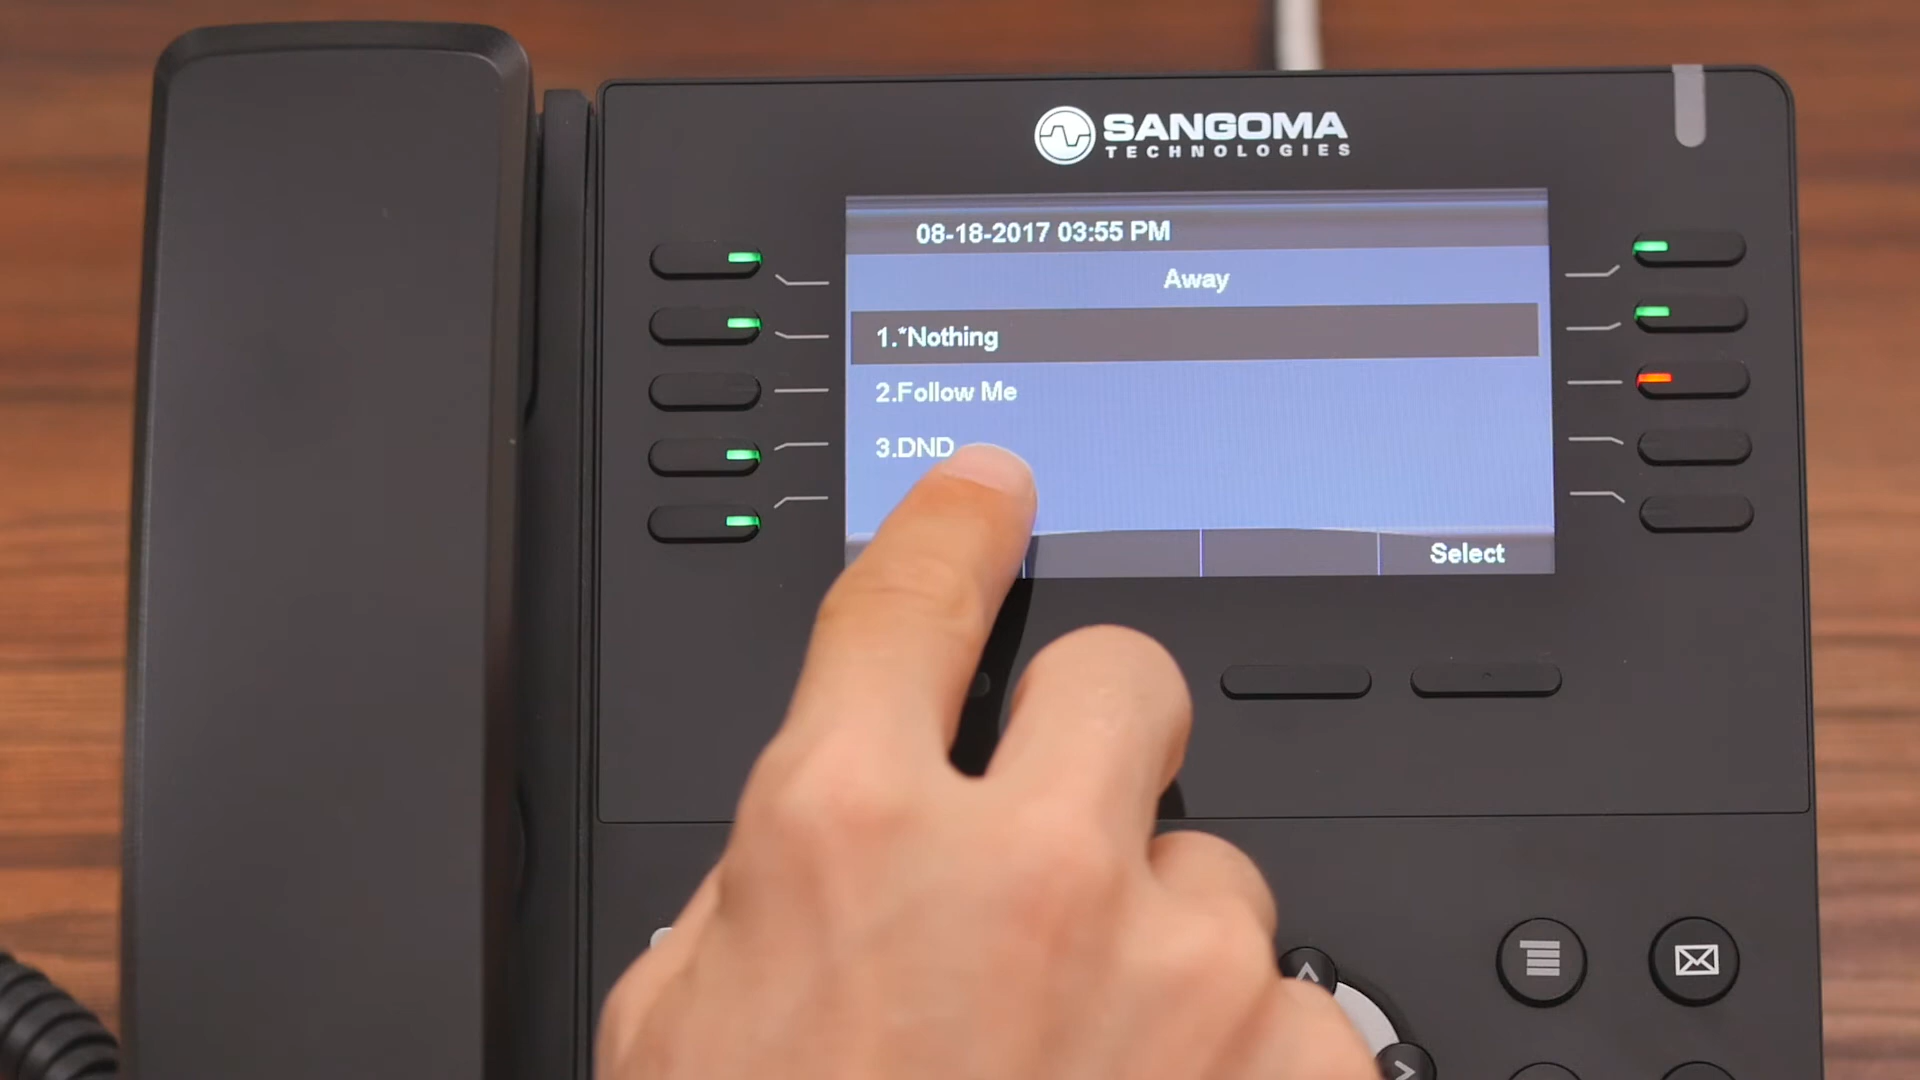 SANGOMA
TECHNOLOGIES
08-18-2017 03:55 PM
Away
1.*Nothing
2.Follow Me
3.DND
Select